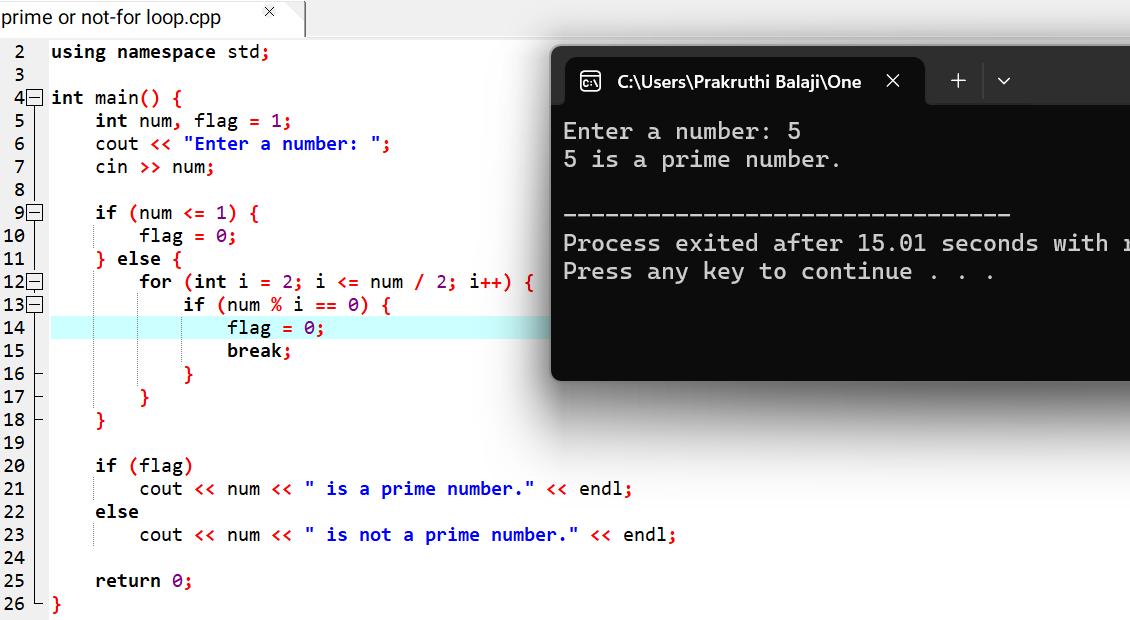 prime or not-for loop.cpp
2 using namespace std;
3
4 int main() {
5 int num, flag = 1;
6 cout << "Enter a number: ";
7 cin >> num;
8
9 if (num <= 1) {
10 flag = 0;
11 } else {
12 for (int i = 2; i <= num / 2; i++) {
13 if (num % i == 0) {
14 flag = 0;
15 break;
16 }
17 }
18 }
19
20 if (flag)
21 cout << num << " is a prime number." << endl;
22 else
23 cout << num << " is not a prime number." << endl;
24
25 return 0;
26 }
C:\Users\Prakruthi Balaji\One
Enter a number: 5
5 is a prime number.
--------------------------------
Process exited after 15.01 seconds with r
Press any key to continue . . .